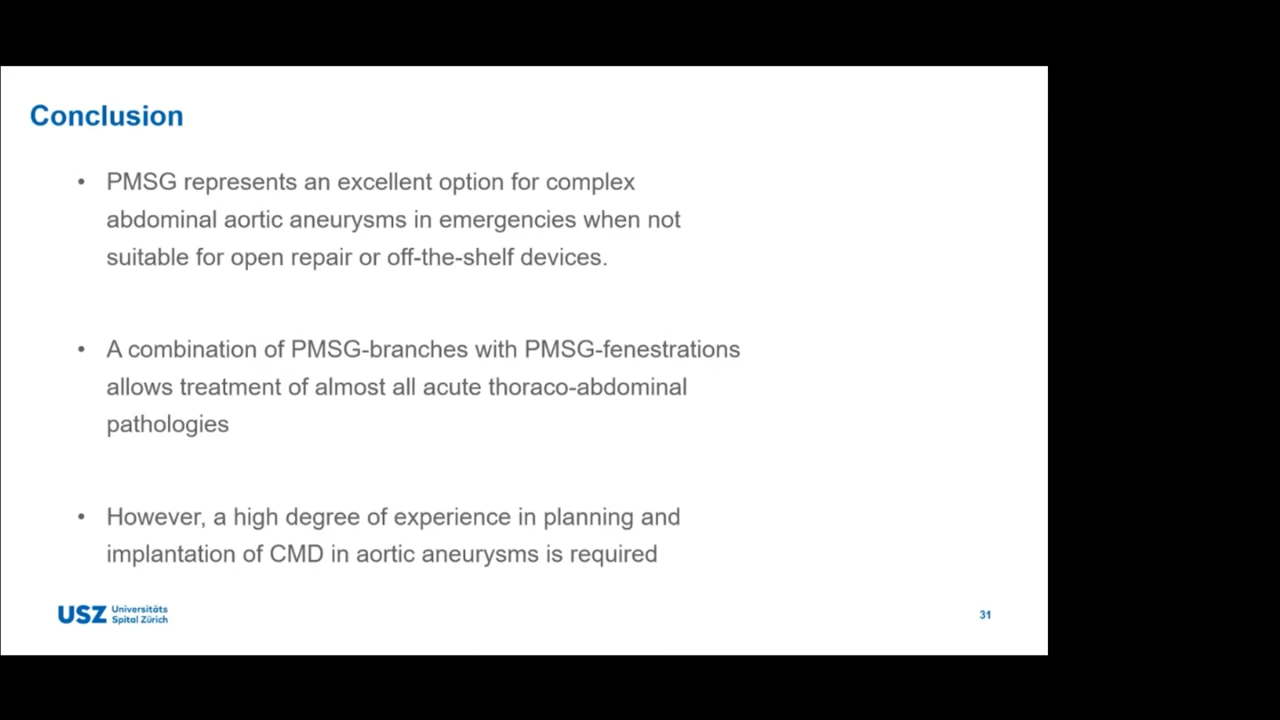 Conclusion
• PMSG represents an excellent option for complex
abdominal aortic aneurysms in emergencies when not
suitable for open repair or off-the-shelf devices.
• A combination of PMSG-branches with PMSG-fenestrations
allows treatment of almost all acute thoraco-abdominal
pathologies
• However, a high degree of experience in planning and
implantation of CMD in aortic aneurysms is required
USZ Universitäts
Spital Zürich
31